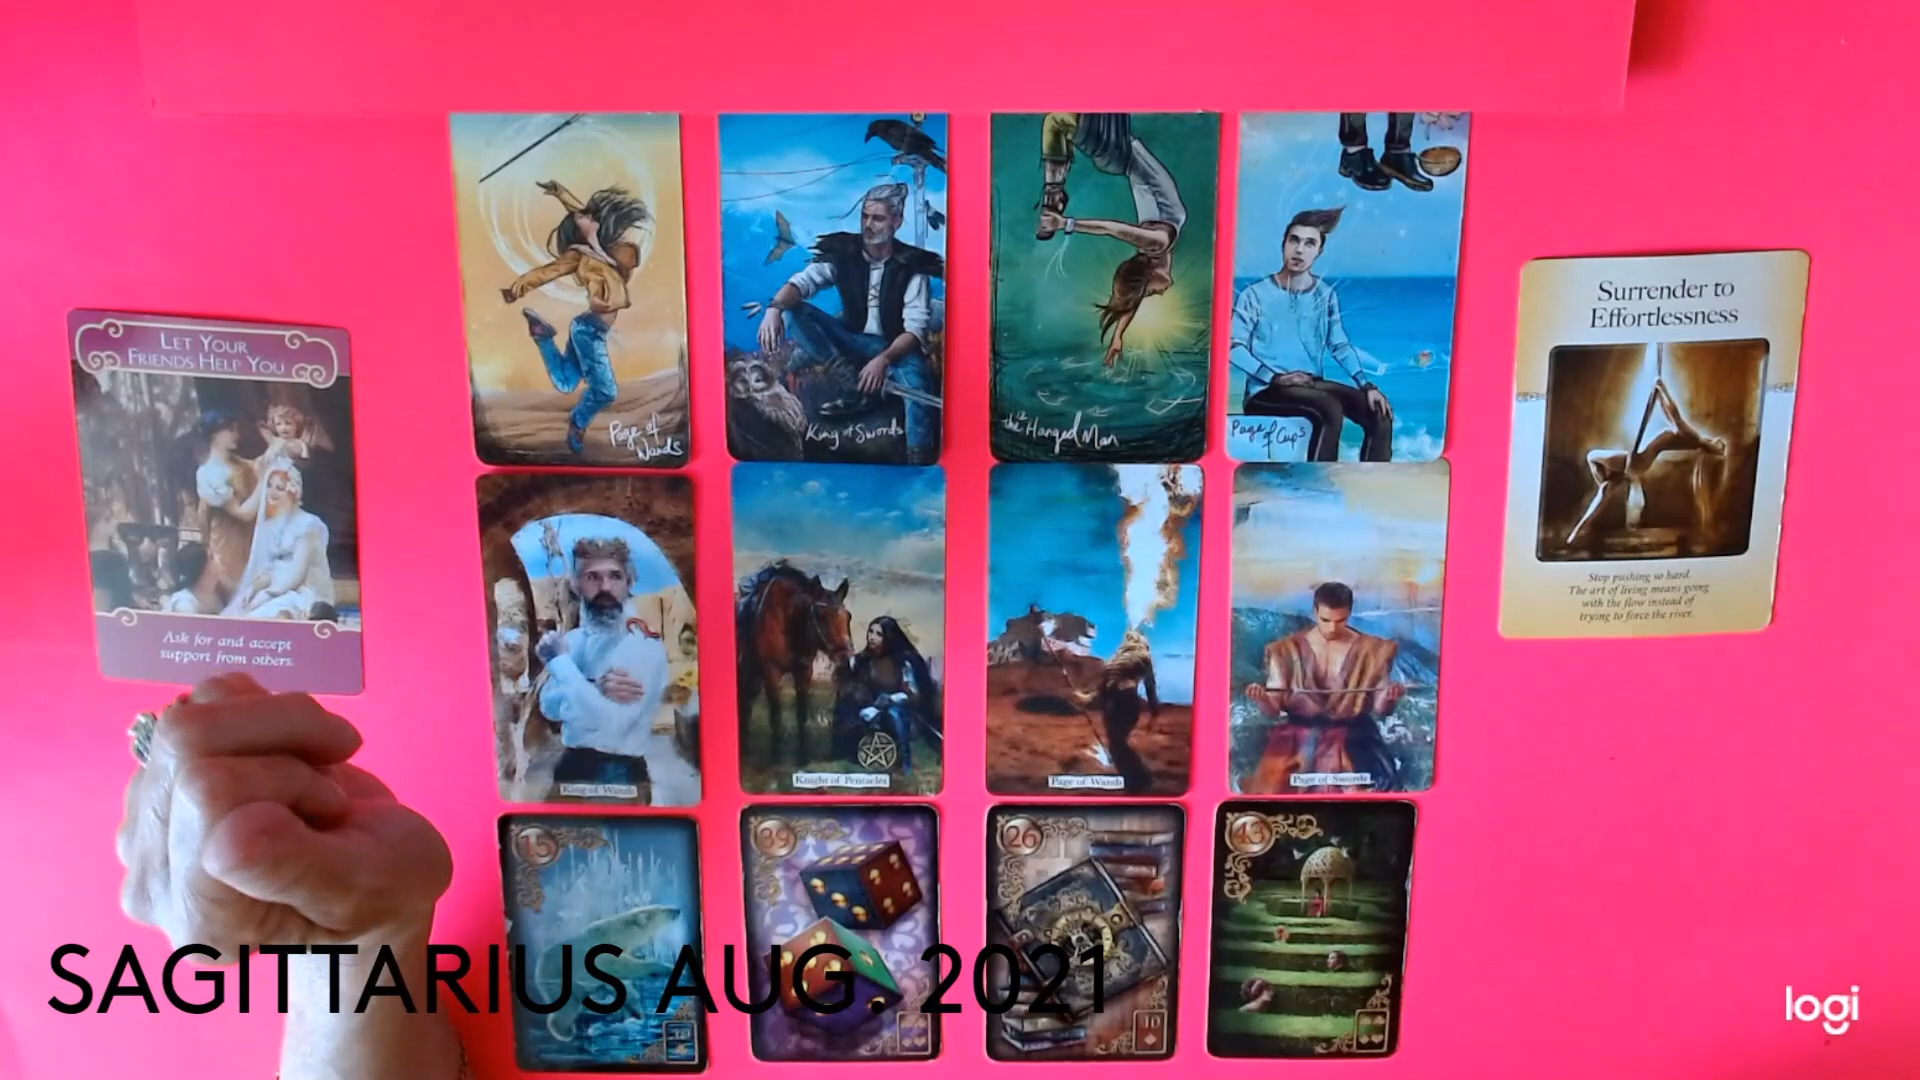 Page of
Wands
King of Swords
12
the Hanged Man
Page of Cups
Surrender to
Effortlessness
LET YOUR
FRIENDS HELP YOU
Stop pushing so hard.
The art of living means going
with the flow instead of
trying to force the river.
Ask for and accept
support from others.
King of Wands
Knight of Pentacles
Page of Wands
Page of Swords
15
39
26
43
10
SAGITTARIUS AUG. 2021
logi